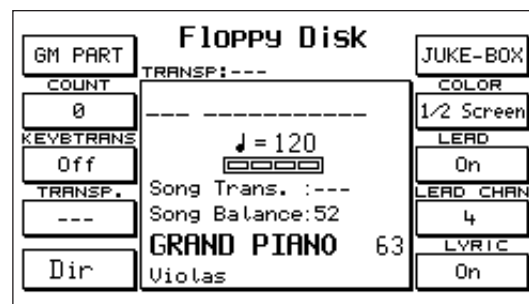 Floppy Disk
GM PART
JUKE-BOX
TRANSP:---
COUNT
0
COLOR
1/2 Screen
--- -----------
KEYBTRANS
Off
♩=120
LEAD
On
TRANSP.
---
Song Trans. :---
LEAD CHAN
4
Song Balance:52
GRAND PIANO 63
LYRIC
On
Dir
Violas